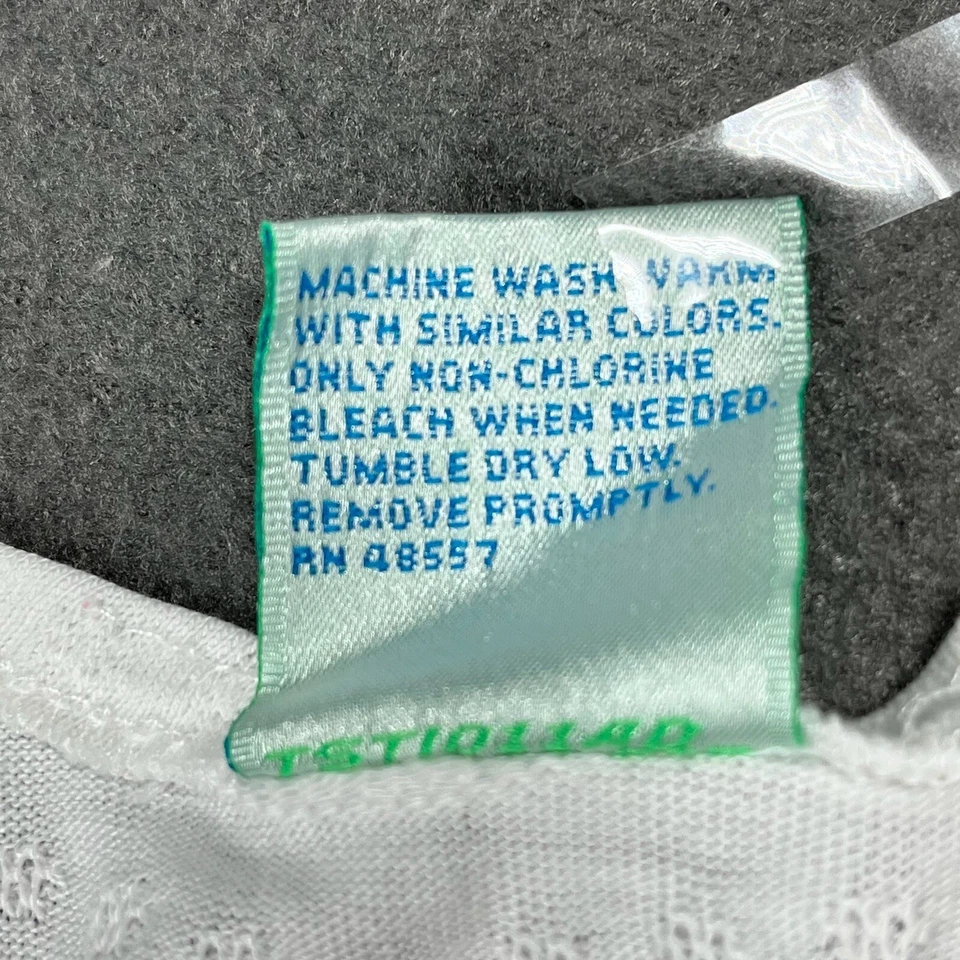 MACHINE WASH WARM
WITH SIMILAR COLORS.
ONLY NON-CHLORINE
BLEACH WHEN NEEDED.
TUMBLE DRY LOW.
REMOVE PROMPTLY.
RN 48557